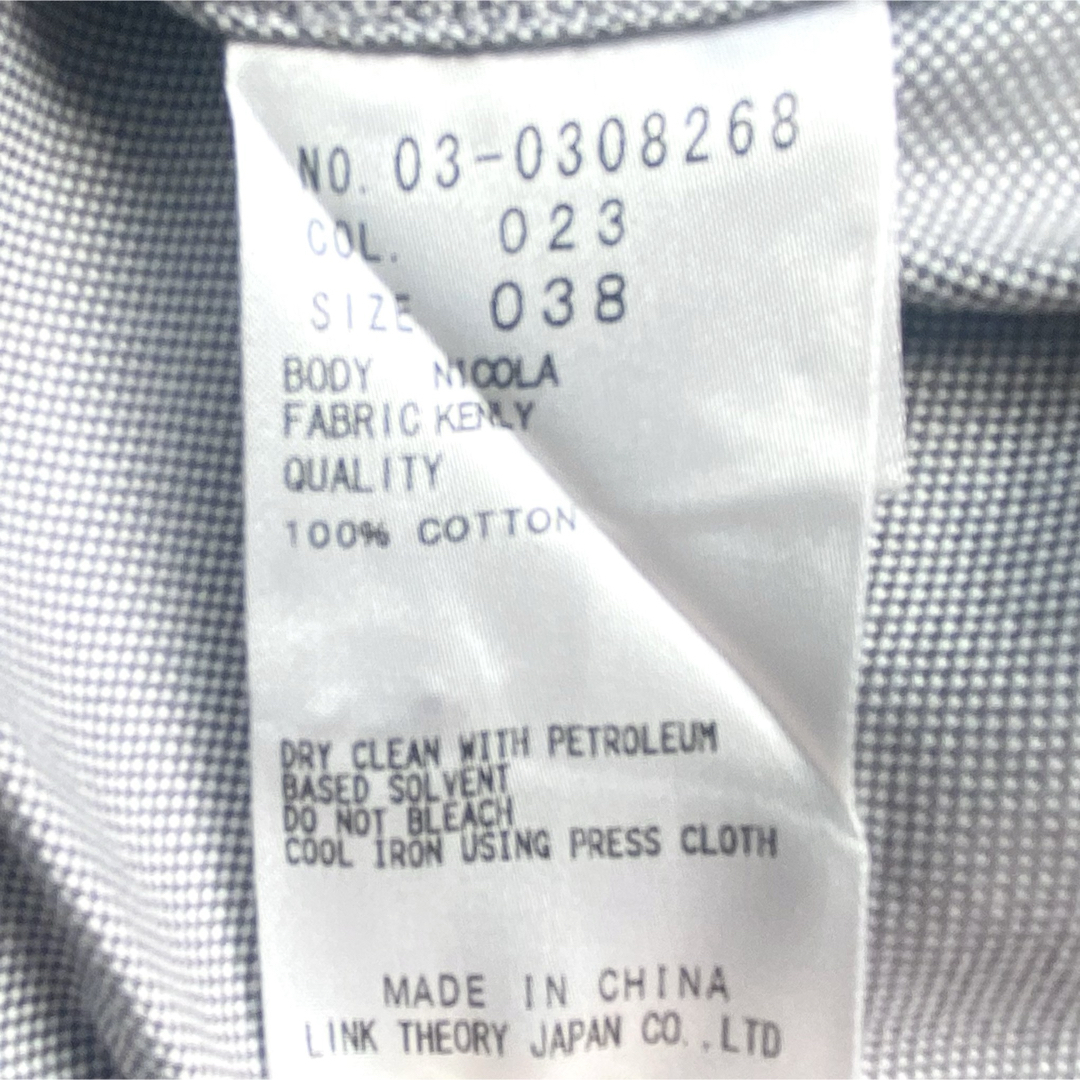 NO. 03-0308268
COL. 023
SIZE 038
BODY NICOLA
FABRIC KENLY
QUALITY
100% COTTON
DRY CLEAN WITH PETROLEUM
BASED SOLVENT
DO NOT BLEACH
COOL IRON USING PRESS CLOTH
MADE IN CHINA
LINK THEORY JAPAN CO.,LTD